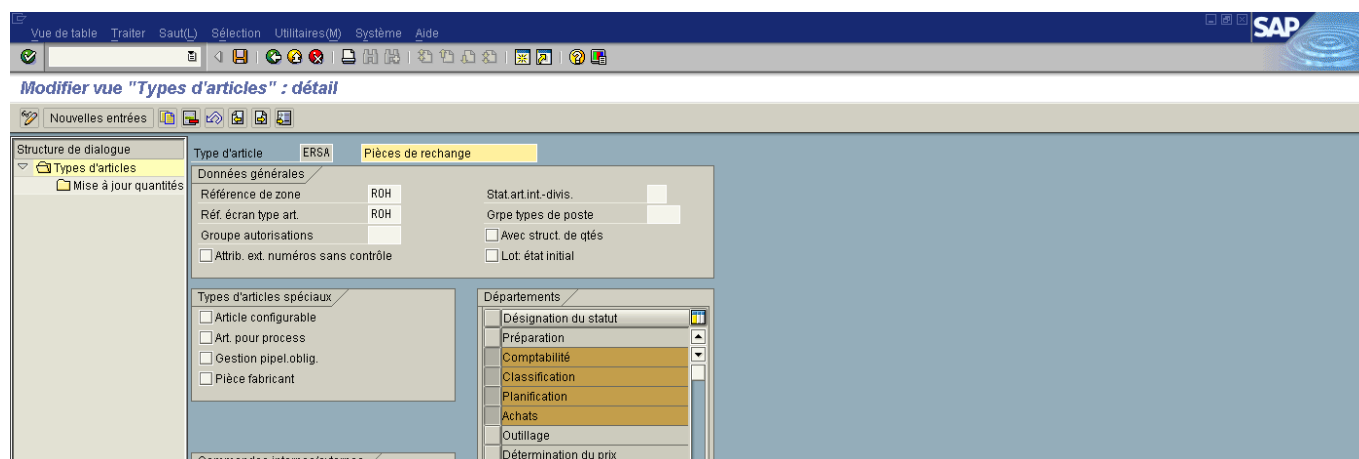 Vue de table Traiter Saut(L) Sélection Utilitaires(M) Système Aide
SAP
Modifier vue "Types d'articles" : détail
Nouvelles entrées
Structure de dialogue
Types d'articles
Mise à jour quantités
Type d'article ERSA Pièces de rechange
Données générales
Référence de zone ROH Stat.art.int.-divis.
Réf. écran type art. ROH Grpe types de poste
Groupe autorisations Avec struct. de qtés
Attrib. ext. numéros sans contrôle Lot: état initial
Types d'articles spéciaux
Article configurable
Art. pour process
Gestion pipel.oblig.
Pièce fabricant
Départements
Désignation du statut
Préparation
Comptabilité
Classification
Planification
Achats
Outillage
Détermination du prix
Commandes internes/externes